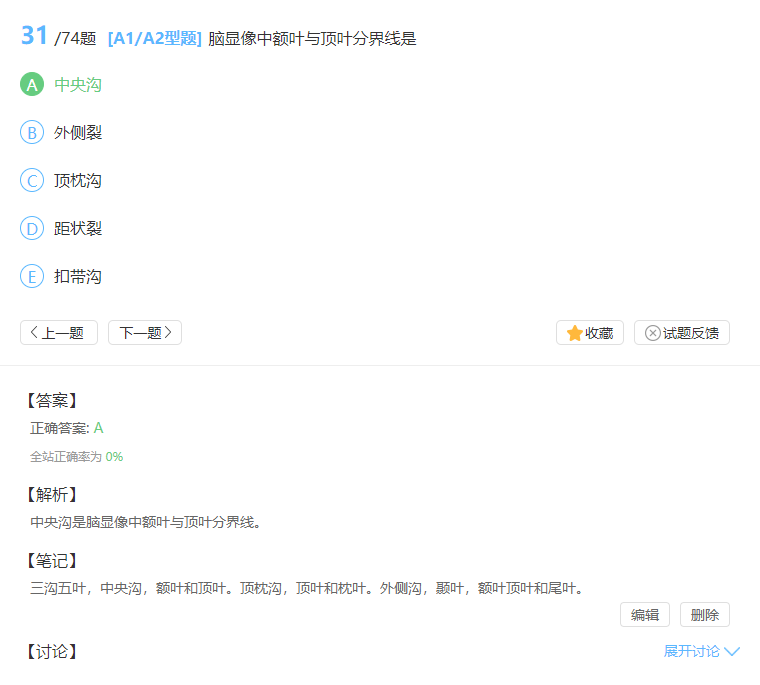 31 /74题 [A1/A2型题] 脑显像中额叶与顶叶分界线是
A 中央沟
B 外侧裂
C 顶枕沟
D 距状裂
E 扣带沟
上一题 下一题 收藏 试题反馈
【答案】
正确答案: A
全站正确率为 0%
【解析】
中央沟是脑显像中额叶与顶叶分界线。
【笔记】
三沟五叶，中央沟，额叶和顶叶。顶枕沟，顶叶和枕叶。外侧沟，颞叶，额叶顶叶和尾叶。
编辑 删除
【讨论】 展开讨论